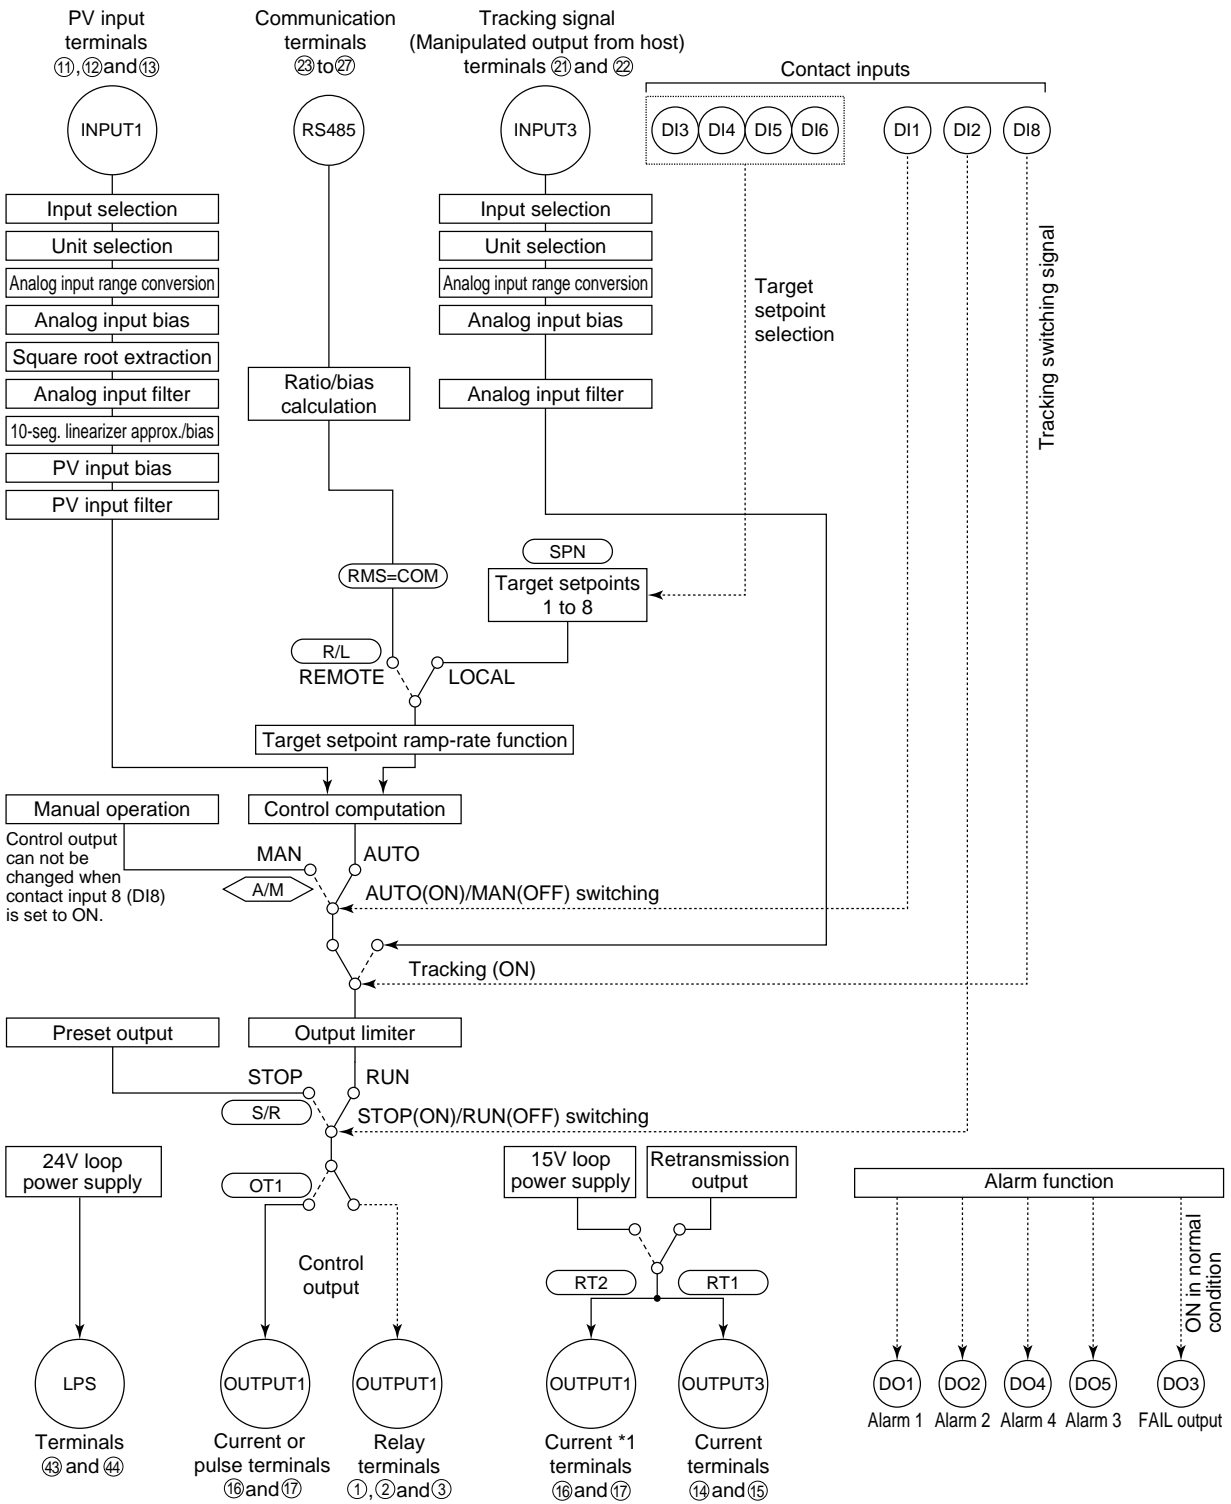 PV input
terminals
⑪,⑫and⑬
Communication
terminals
㉓to㉗
Tracking signal
(Manipulated output from host)
terminals ㉑ and ㉒
Contact inputs
INPUT1
RS485
INPUT3
DI3
DI4
DI5
DI6
DI1
DI2
DI8
Input selection
Unit selection
Analog input range conversion
Analog input bias
Square root extraction
Analog input filter
10-seg. linearizer approx./bias
PV input bias
PV input filter
Ratio/bias
calculation
Input selection
Unit selection
Analog input range conversion
Analog input bias
Analog input filter
Target
setpoint
selection
Tracking switching signal
SPN
RMS=COM
Target setpoints
1 to 8
R/L
REMOTE
LOCAL
Target setpoint ramp-rate function
Manual operation
Control computation
Control output
can not be
changed when
contact input 8 (DI8)
is set to ON.
MAN
AUTO
A/M
AUTO(ON)/MAN(OFF) switching
Tracking (ON)
Preset output
Output limiter
STOP
RUN
S/R
STOP(ON)/RUN(OFF) switching
24V loop
power supply
OT1
15V loop
power supply
Retransmission
output
Alarm function
Control
output
RT2
RT1
ON in normal
condition
LPS
OUTPUT1
OUTPUT1
OUTPUT1
OUTPUT3
DO1
DO2
DO4
DO5
DO3
Alarm 1
Alarm 2
Alarm 4
Alarm 3
FAIL output
Terminals
㊸ and ㊹
Current or
pulse terminals
⑯and⑰
Relay
terminals
①,②and③
Current *1
terminals
⑯and⑰
Current
terminals
⑭and⑮